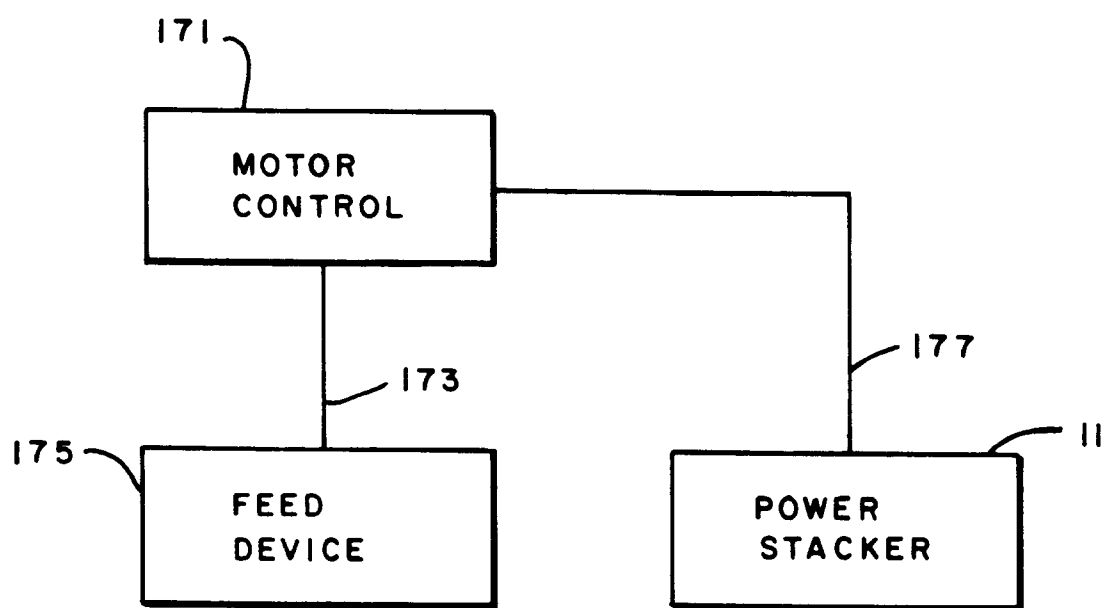 171
MOTOR
CONTROL
177
173
175
11
FEED
DEVICE
POWER
STACKER